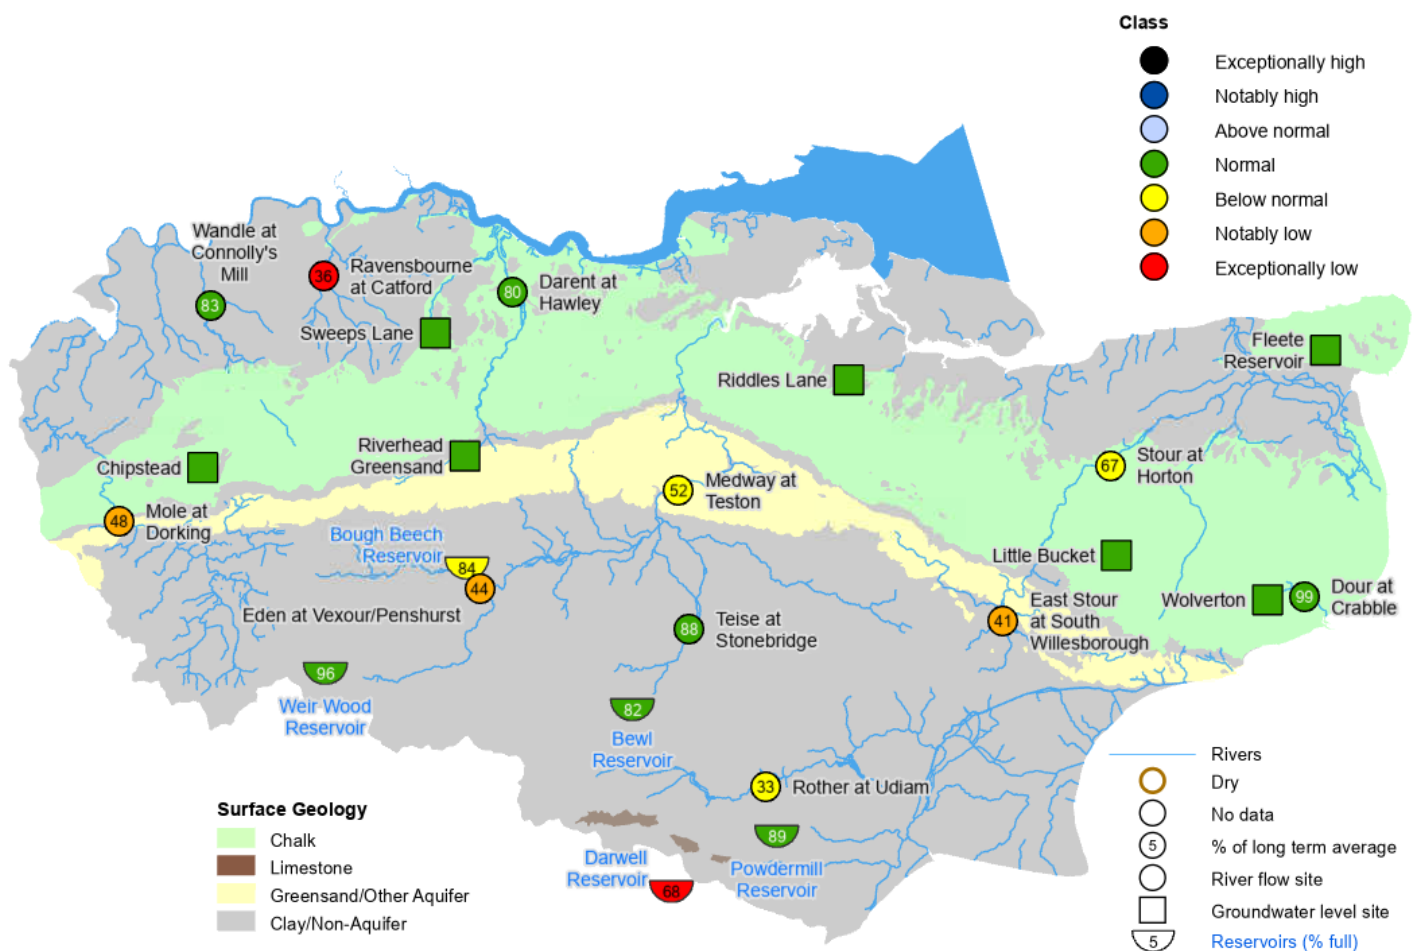 Class
Exceptionally high
Notably high
Above normal
Normal
Below normal
Notably low
Exceptionally low
Wandle at
Connolly's
Mill
83
36
Ravensbourne
at Catford
Sweeps Lane
80
Darent at
Hawley
Riddles Lane
Fleete
Reservoir
Chipstead
Riverhead
Greensand
48
Mole at
Dorking
52
Medway at
Teston
67
Stour at
Horton
Bough Beech
Reservoir
84
44
Eden at Vexour/Penshurst
Little Bucket
Wolverton
99
Dour at
Crabble
41
East Stour
at South
Willesborough
88
Teise at
Stonebridge
96
Weir Wood
Reservoir
82
Bewl
Reservoir
33
Rother at Udiam
89
Powdermill
Reservoir
Darwell
Reservoir
68
Surface Geology
Chalk
Limestone
Greensand/Other Aquifer
Clay/Non-Aquifer
Rivers
Dry
No data
5
% of long term average
River flow site
Groundwater level site
5
Reservoirs (% full)